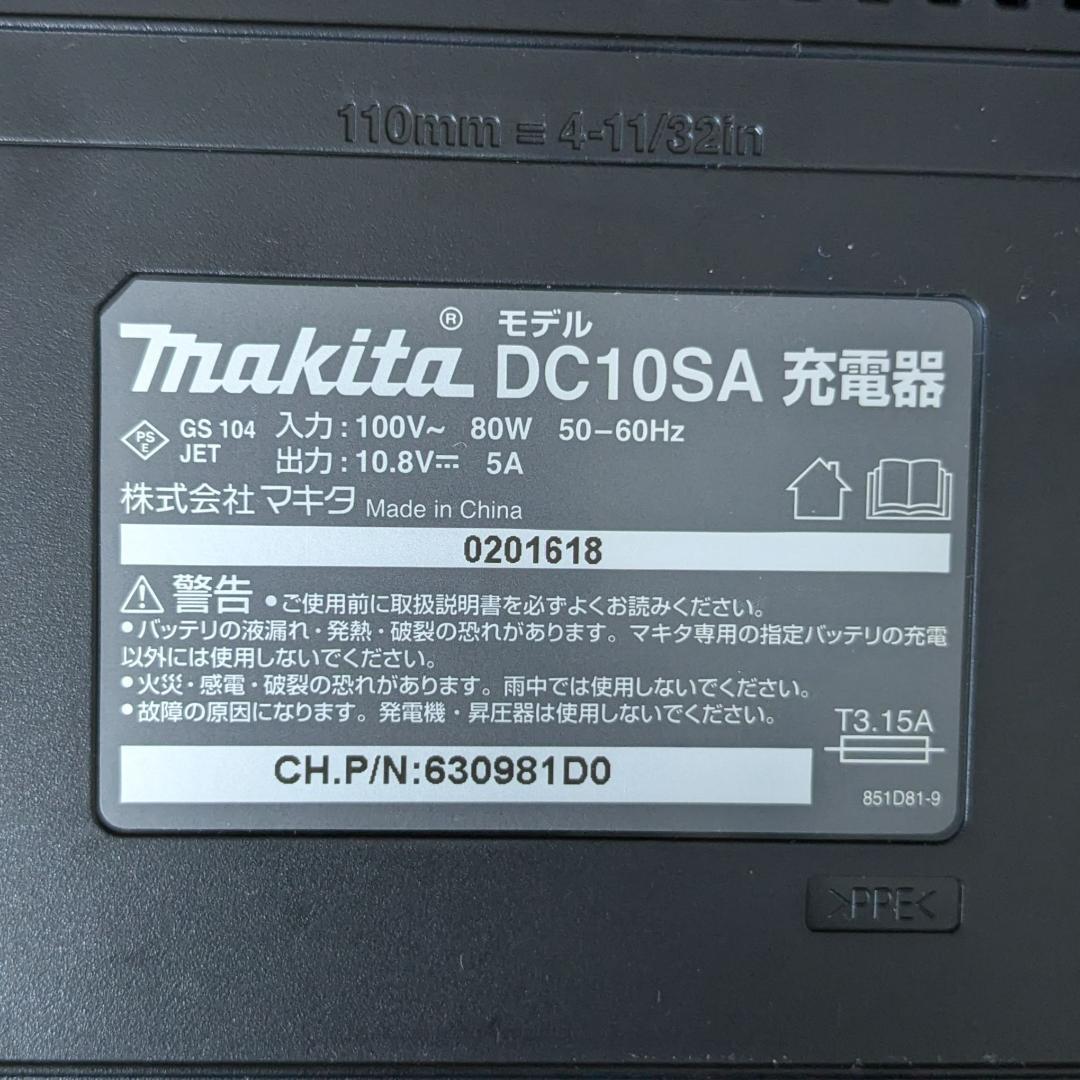 110mm ≡ 4-11/32in
makita® モデル DC10SA 充電器
PSE GS 104 JET 入力:100V~ 80W 50-60Hz
出力:10.8V⎓ 5A
株式会社マキタ Made in China
0201618
⚠警告 ●ご使用前に取扱説明書を必ずよくお読みください。
●バッテリの液漏れ・発熱・破裂の恐れがあります。マキタ専用の指定バッテリの充電
以外には使用しないでください。
●火災・感電・破裂の恐れがあります。雨中では使用しないでください。
●故障の原因になります。発電機・昇圧器は使用しないでください。
T3.15A
CH.P/N:630981D0
851D81-9
>PPE<